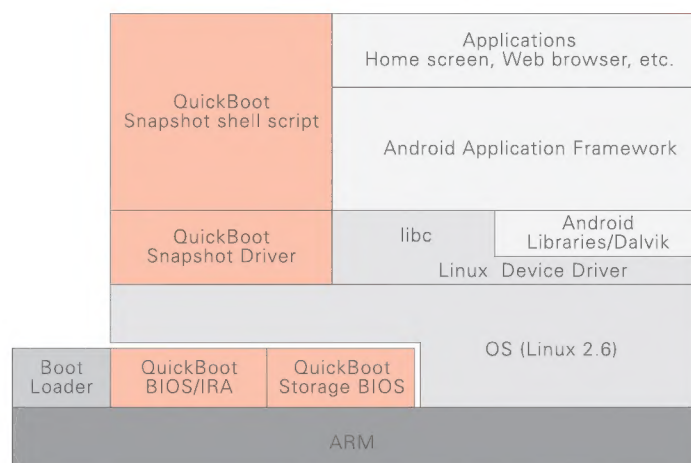 Applications
Home screen, Web browser, etc.
QuickBoot
Snapshot shell script
Android Application Framework
QuickBoot
Snapshot Driver
libc
Android
Libraries/Dalvik
Linux Device Driver
OS (Linux 2.6)
Boot
Loader
QuickBoot
BIOS/IRA
QuickBoot
Storage BIOS
ARM